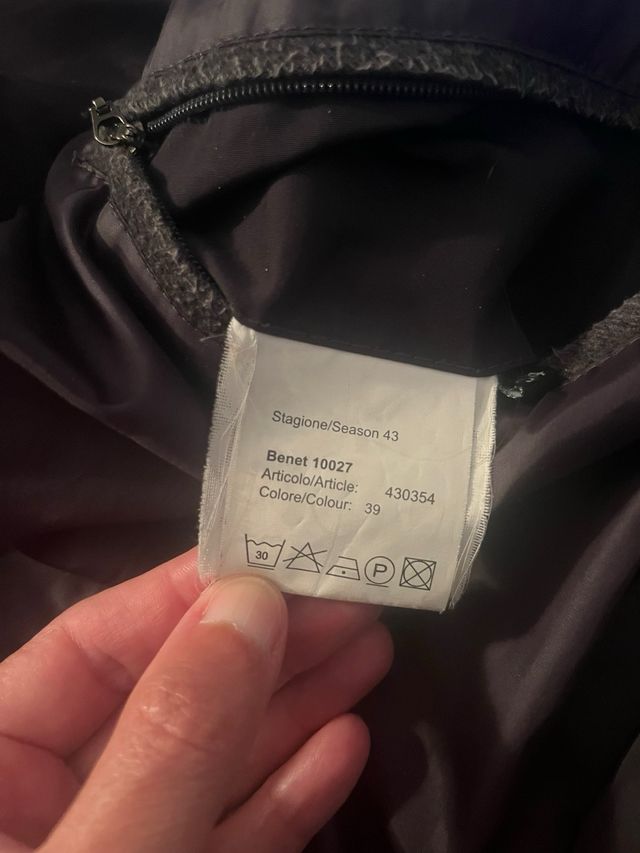 Stagione/Season 43
Benet 10027
Articolo/Article: 430354
Colore/Colour: 39
30
P